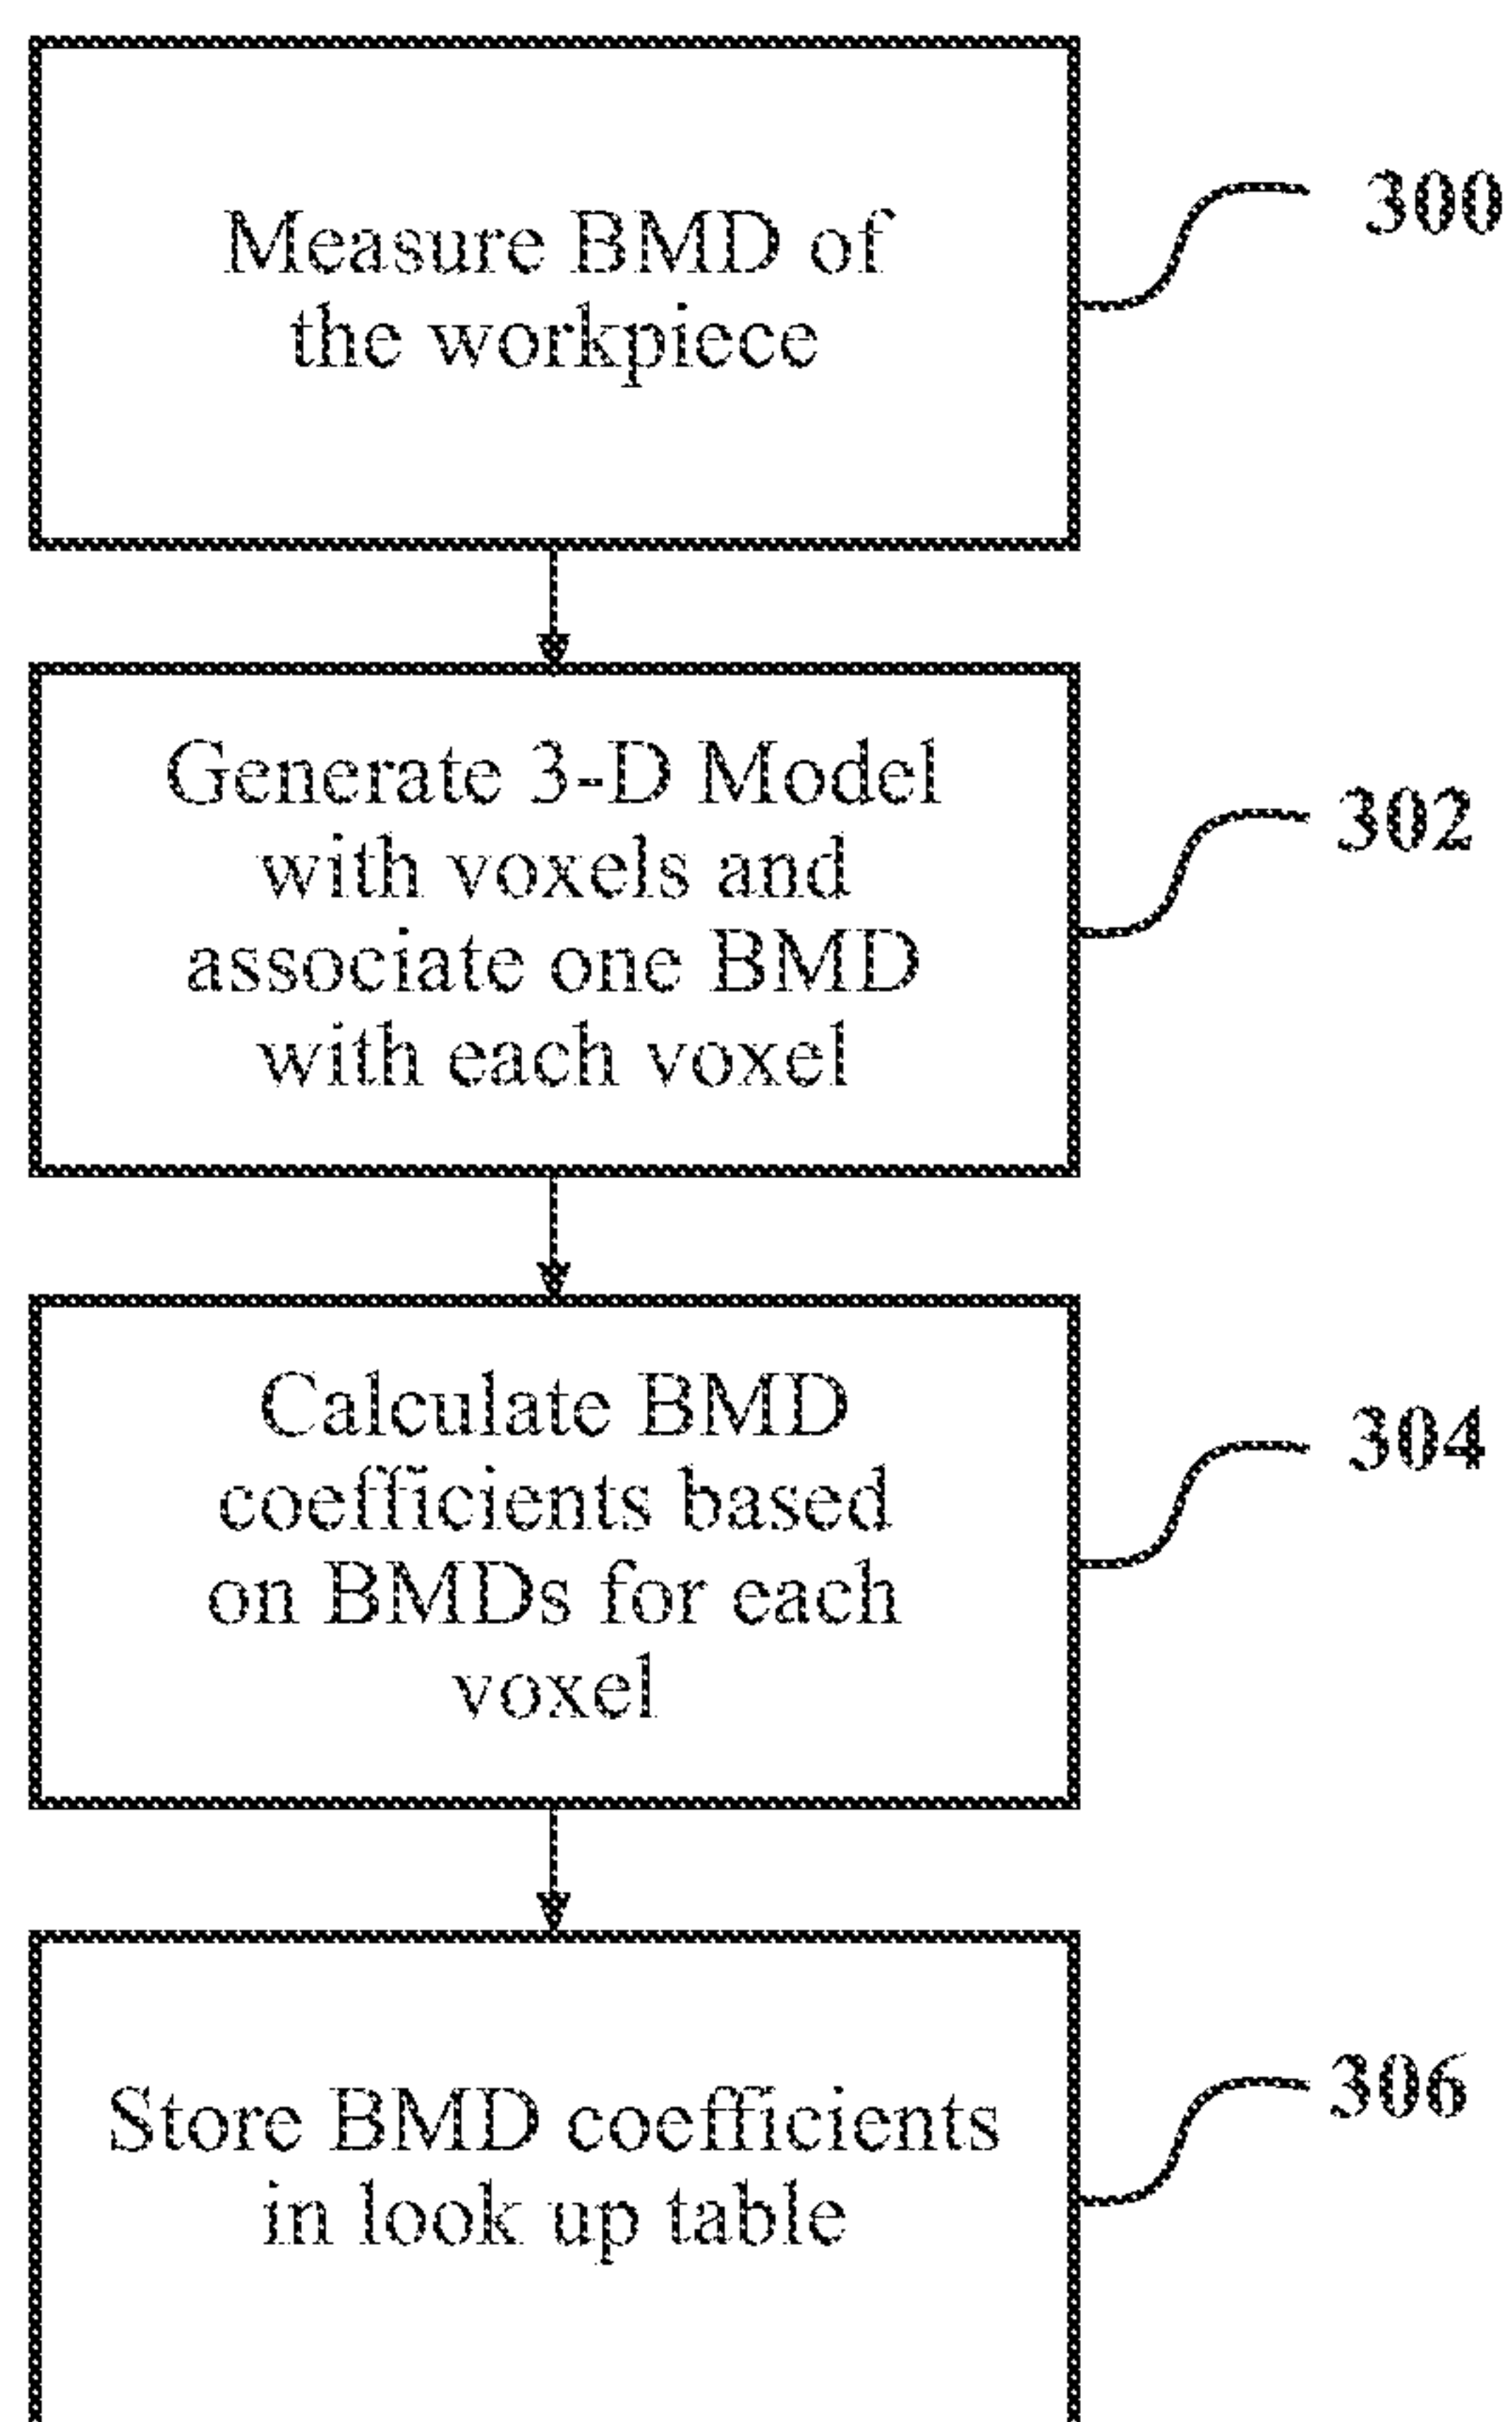 Measure BMD of
the workpiece
300
Generate 3-D Model
with voxels and
associate one BMD
with each voxel
302
Calculate BMD
coefficients based
on BMDs for each
voxel
304
Store BMD coefficients
in look up table
306